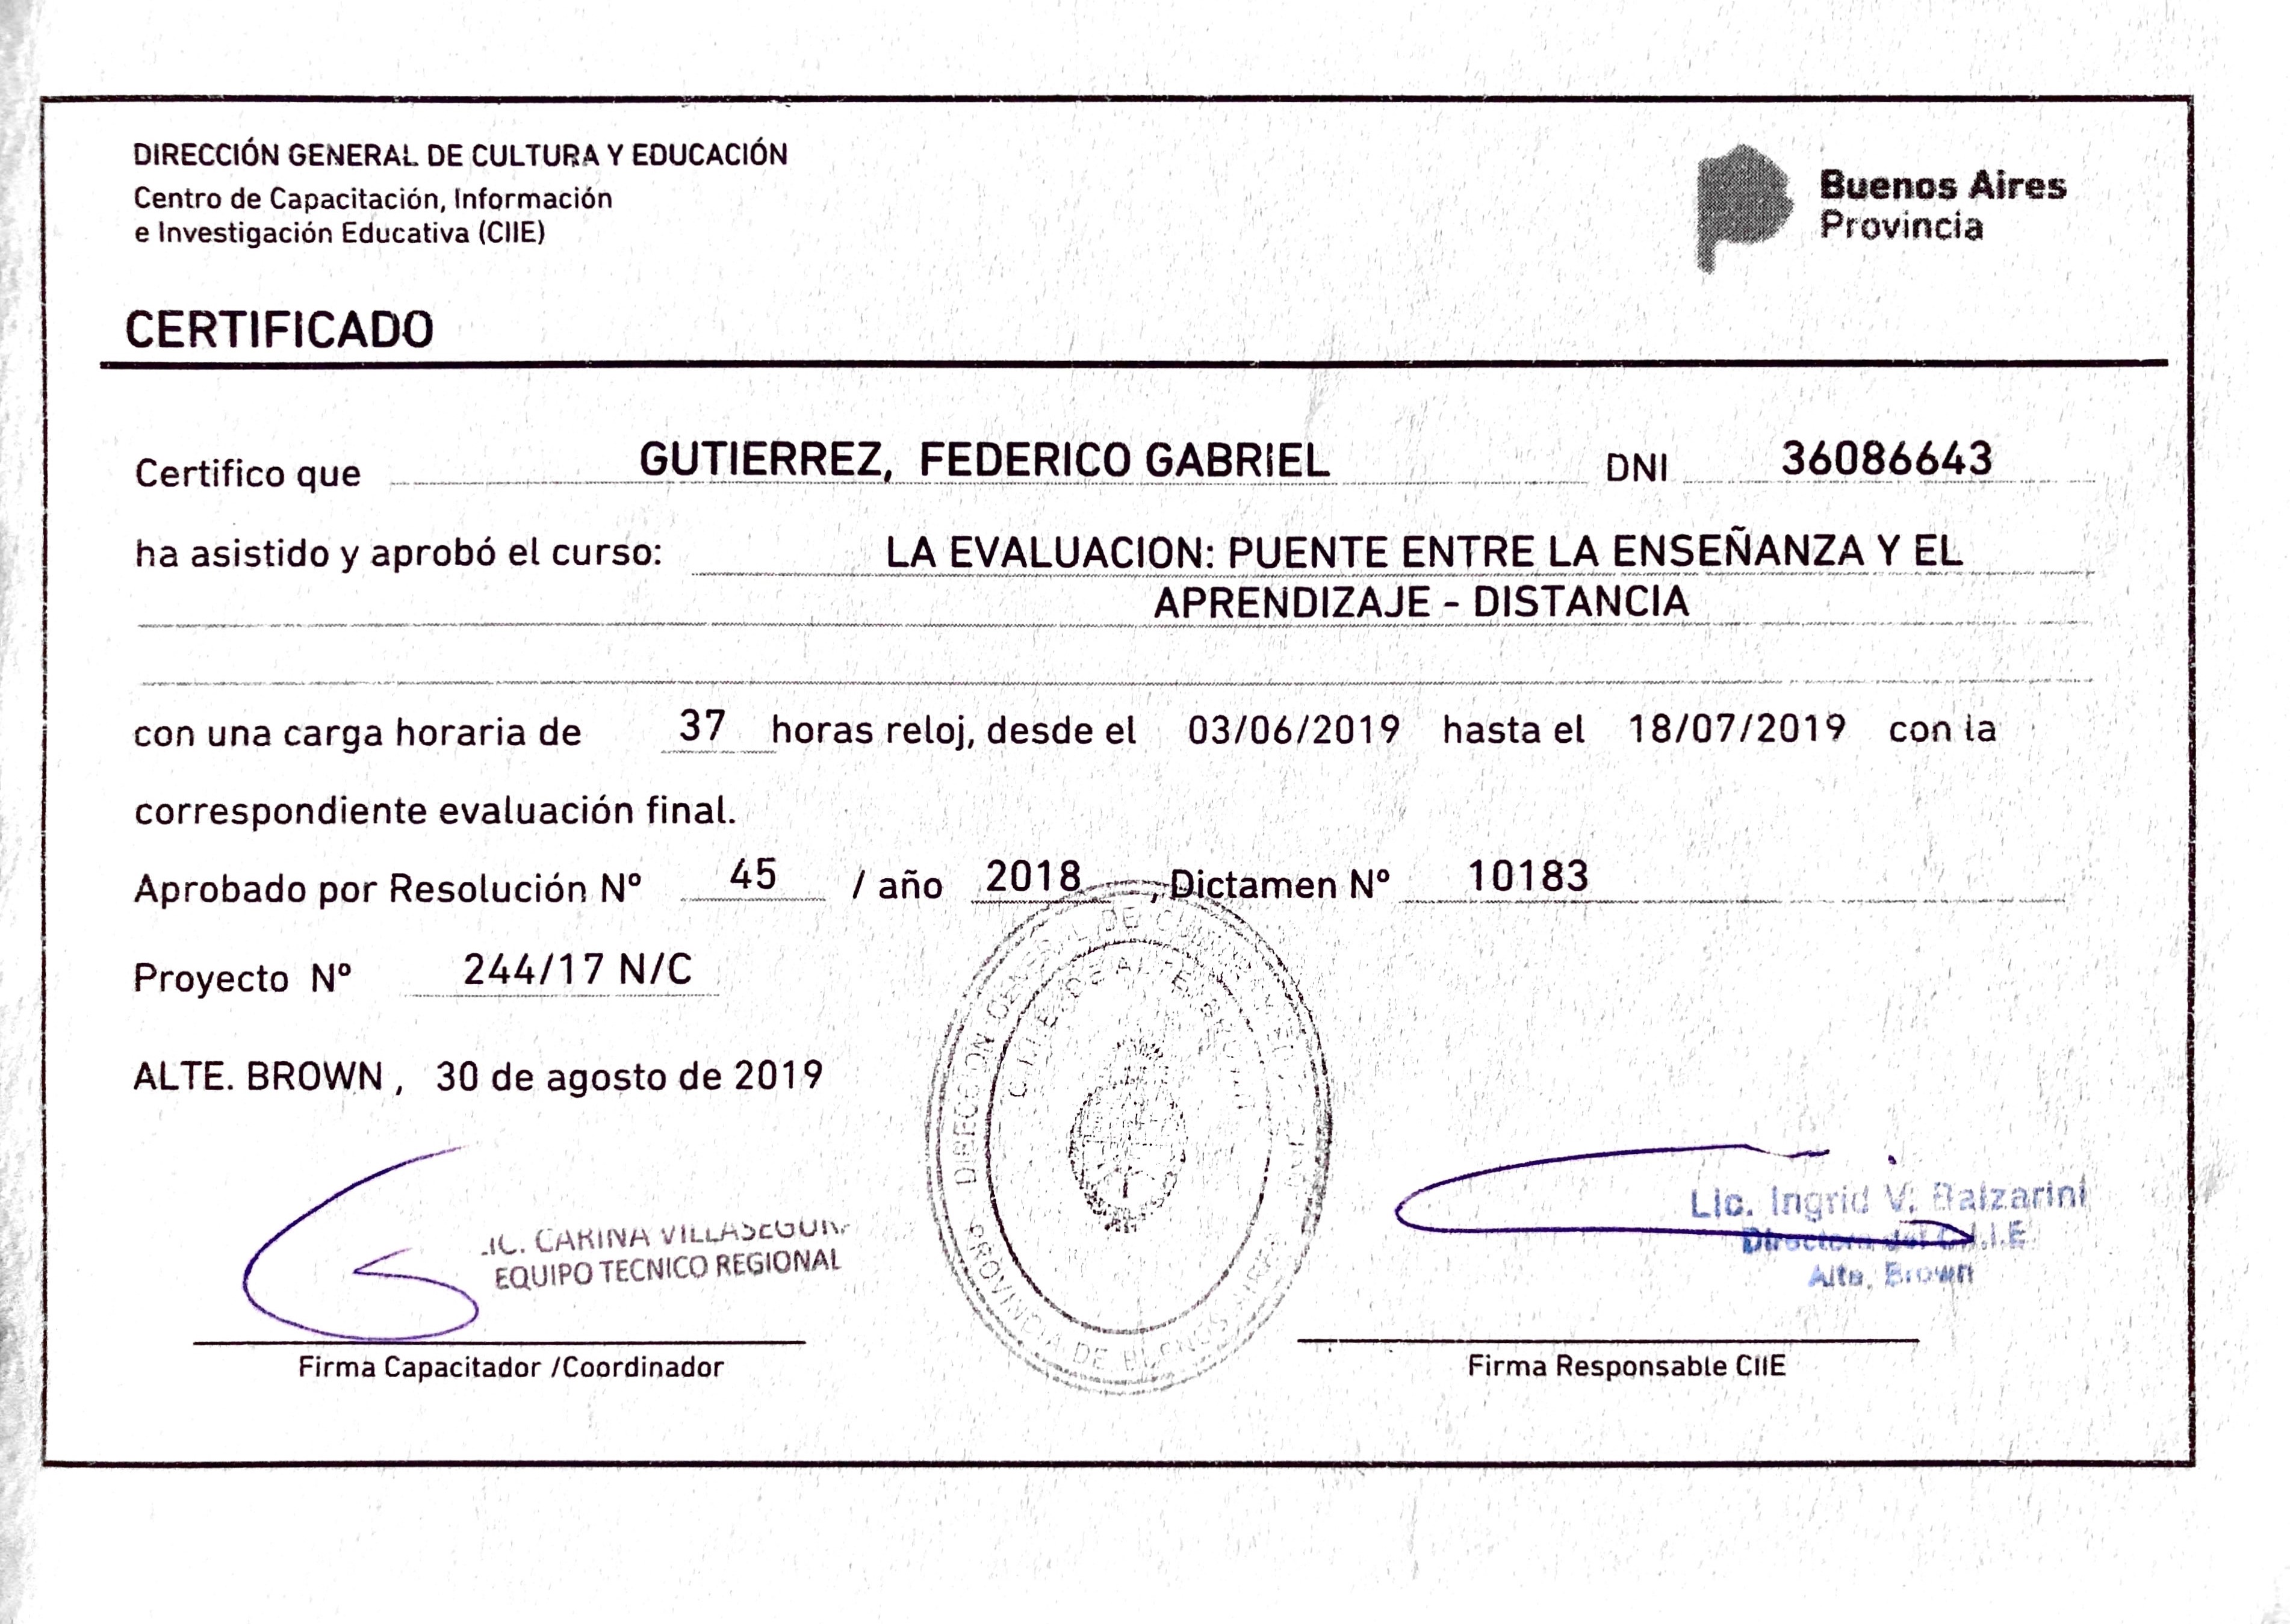 DIRECCIÓN GENERAL DE CULTURA Y EDUCACIÓN
Centro de Capacitación, Información
e Investigación Educativa (CIIE)
Buenos Aires
Provincia
CERTIFICADO
Certifico que GUTIERREZ, FEDERICO GABRIEL DNI 36086643
ha asistido y aprobó el curso: LA EVALUACION: PUENTE ENTRE LA ENSEÑANZA Y EL
APRENDIZAJE - DISTANCIA
con una carga horaria de 37 horas reloj, desde el 03/06/2019 hasta el 18/07/2019 con la
correspondiente evaluación final.
Aprobado por Resolución Nº 45 / año 2018, Dictamen Nº 10183
Proyecto Nº 244/17 N/C
ALTE. BROWN, 30 de agosto de 2019
DIRECCION GENERAL DE CULTURA Y EDUCACION
C.I.I.E. DE ALTE. BROWN
PROVINCIA DE BUENOS AIRES
LIC. CARINA VILLASEGURA
EQUIPO TECNICO REGIONAL
Lic. Ingrid V. Balzarini
Directora del C.I.I.E
Alte. Brown
Firma Capacitador /Coordinador
Firma Responsable CIIE